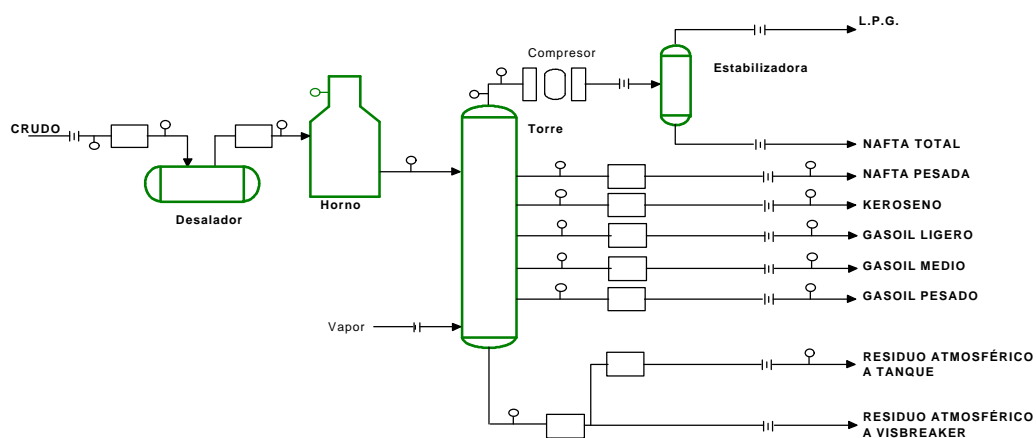 L.P.G.
Compresor
Estabilizadora
CRUDO
Torre
NAFTA TOTAL
NAFTA PESADA
Desalador
Horno
KEROSENO
GASOIL LIGERO
GASOIL MEDIO
GASOIL PESADO
Vapor
RESIDUO ATMOSFÉRICO
A TANQUE
RESIDUO ATMOSFÉRICO
A VISBREAKER